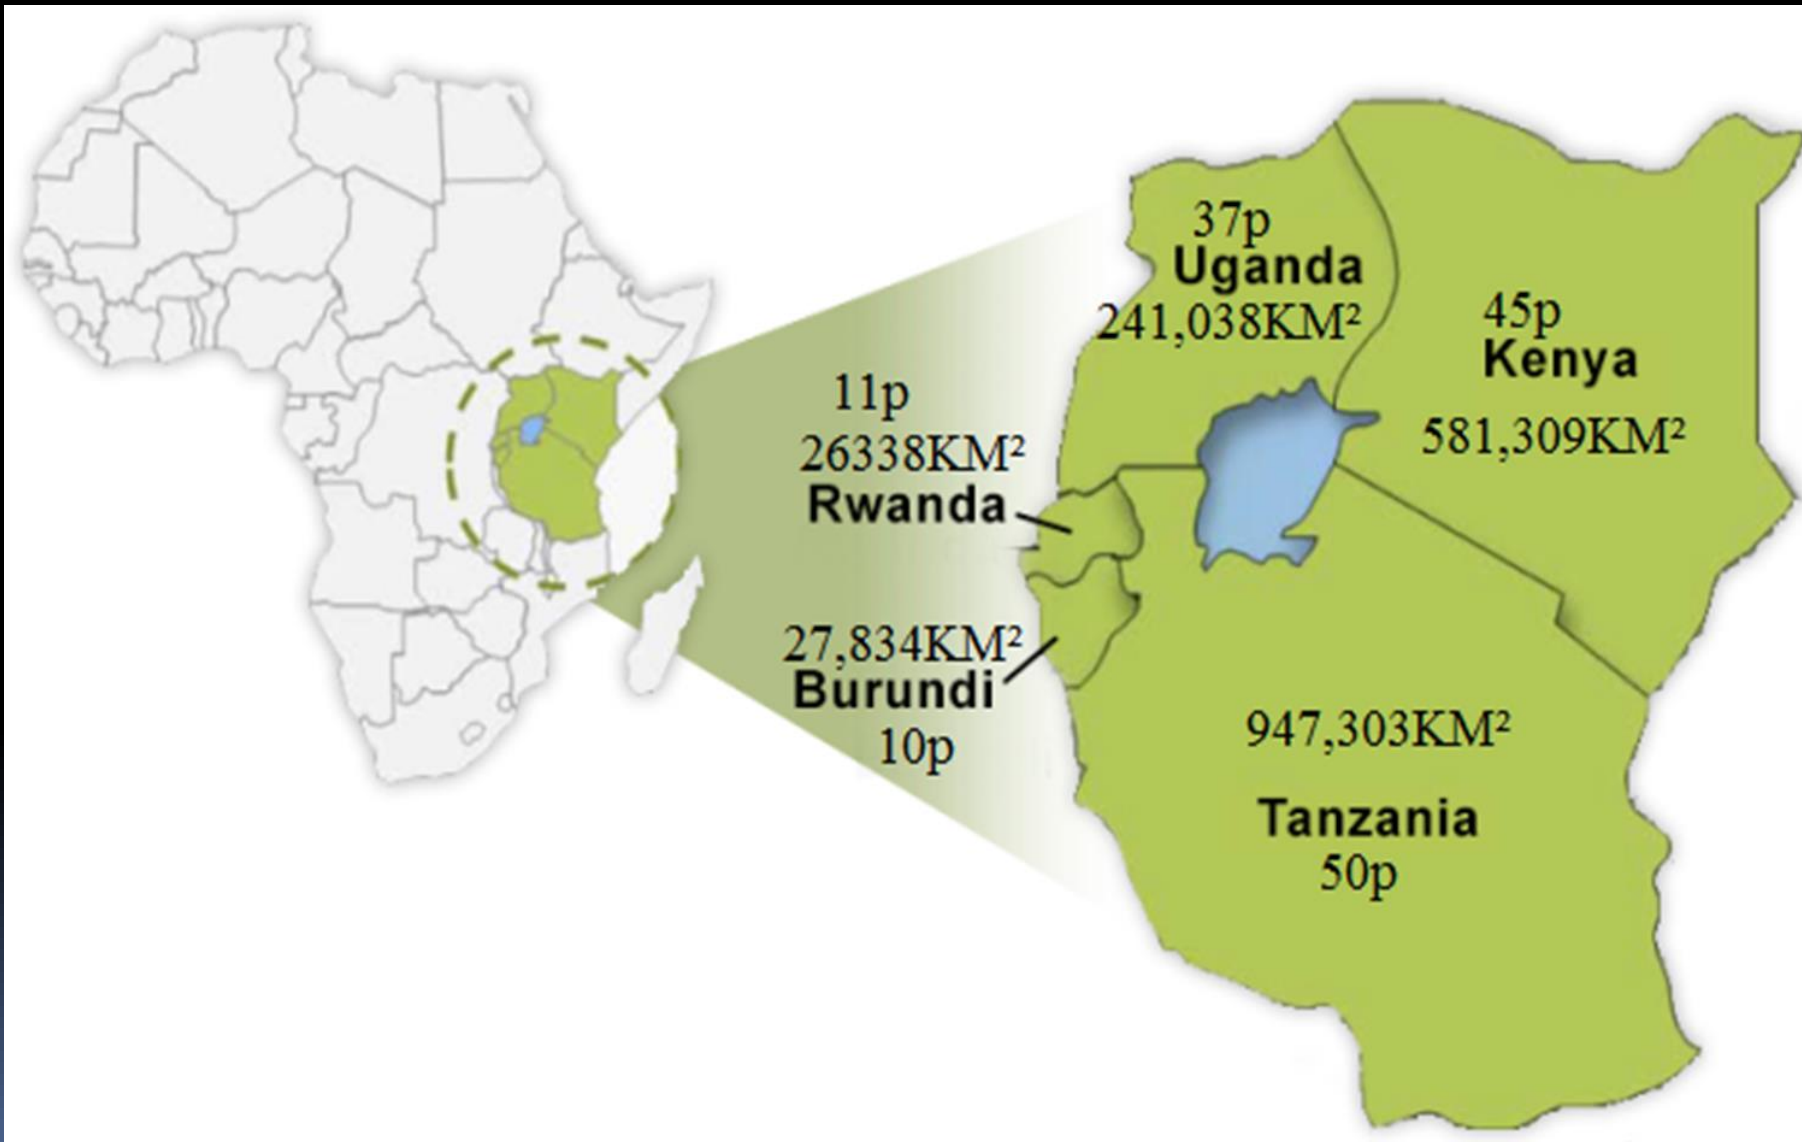 37p
Uganda
241,038KM²
45p
Kenya
581,309KM²
11p
26338KM²
Rwanda
27,834KM²
Burundi
10p
947,303KM²
Tanzania
50p